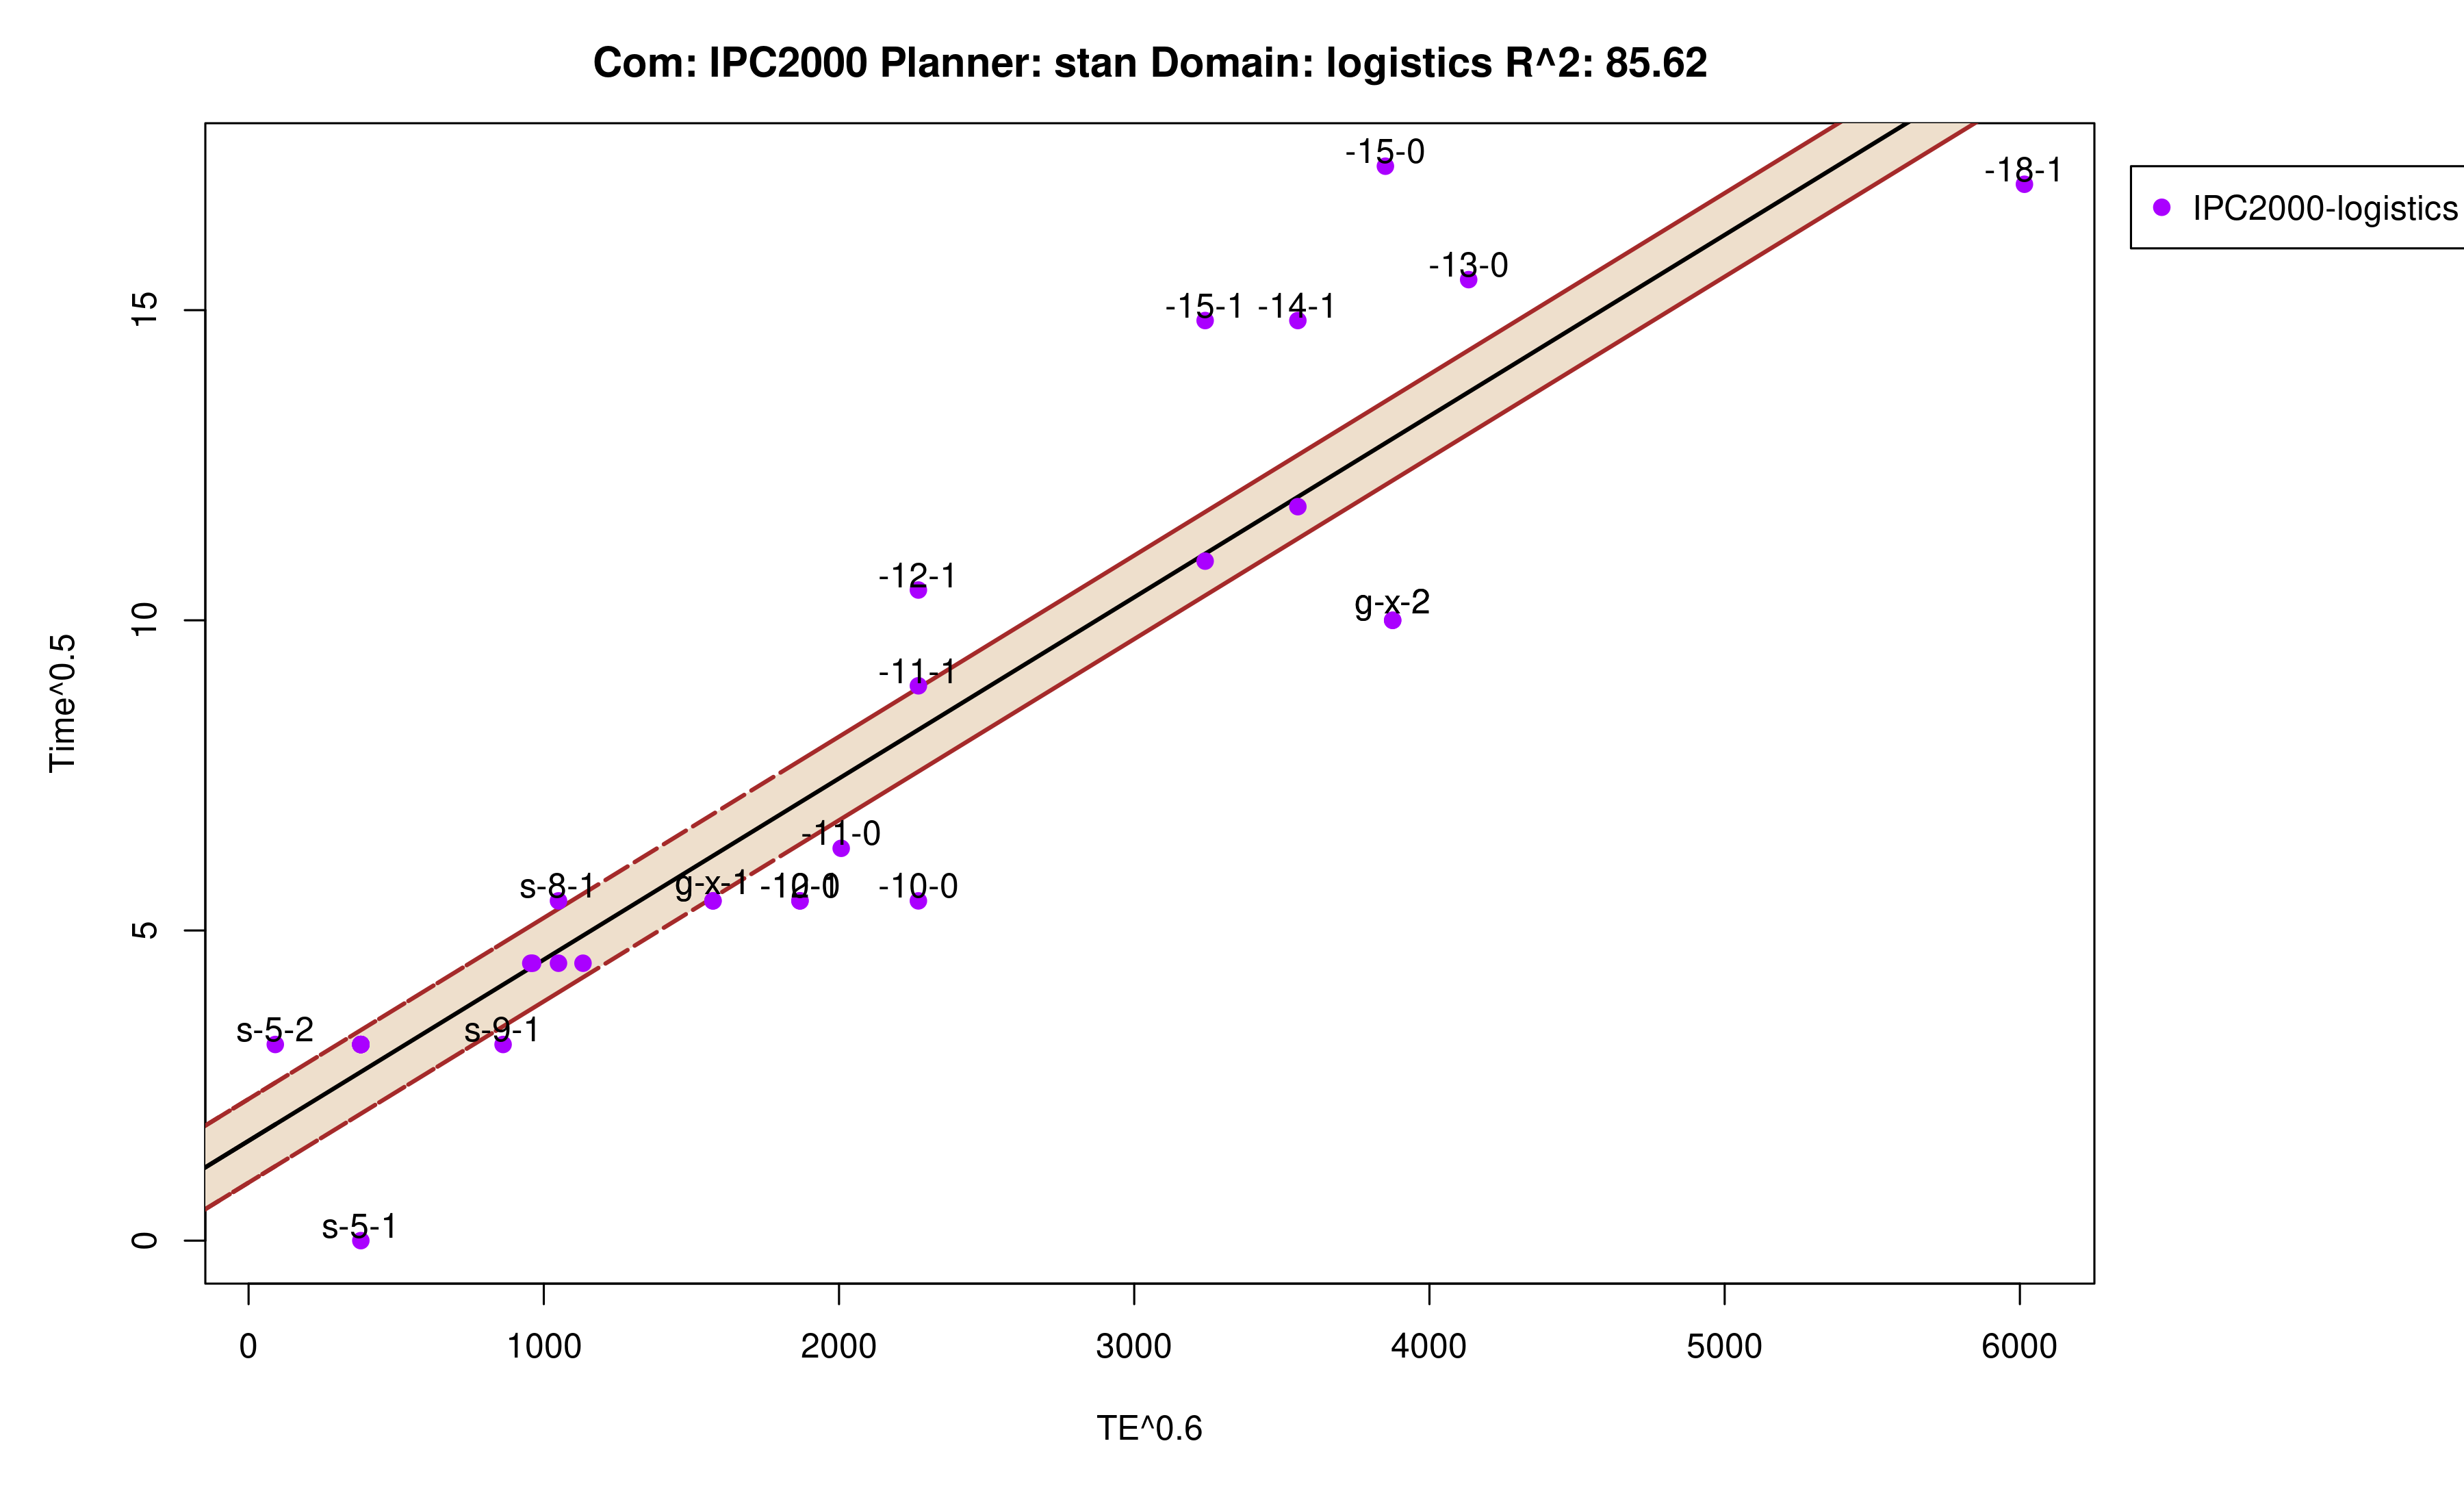 Com: IPC2000 Planner: stan Domain: logistics R^2: 85.62
-15-0
-18-1
IPC2000-logistics
-13-0
-15-1 -14-1
-12-1
g-x-2
-11-1
-11-0
s-8-1 g-x-1 -10-0
s-5-2 s-9-1
s-5-1
15
10
5
0
Time^0.5
0 1000 2000 3000 4000 5000 6000
TE^0.6